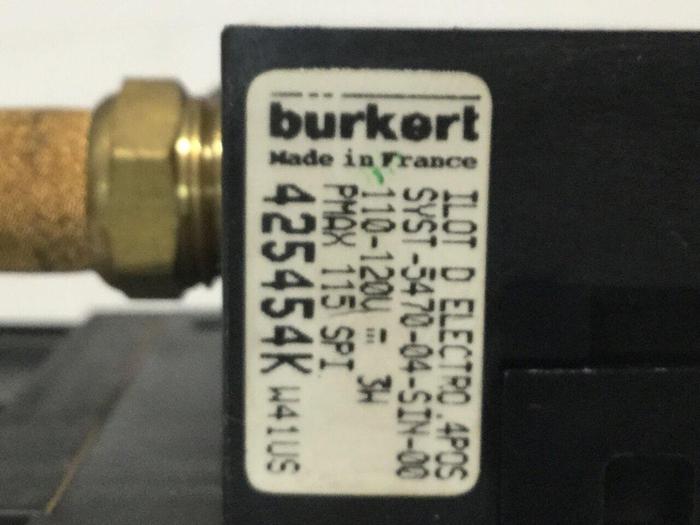 burkert
Made in France
ILOT D ELECTRO.4POS
SYST-5470-04-SIN-00
110-120V = 3W
PMAX 115\ SPI
425454K W41US